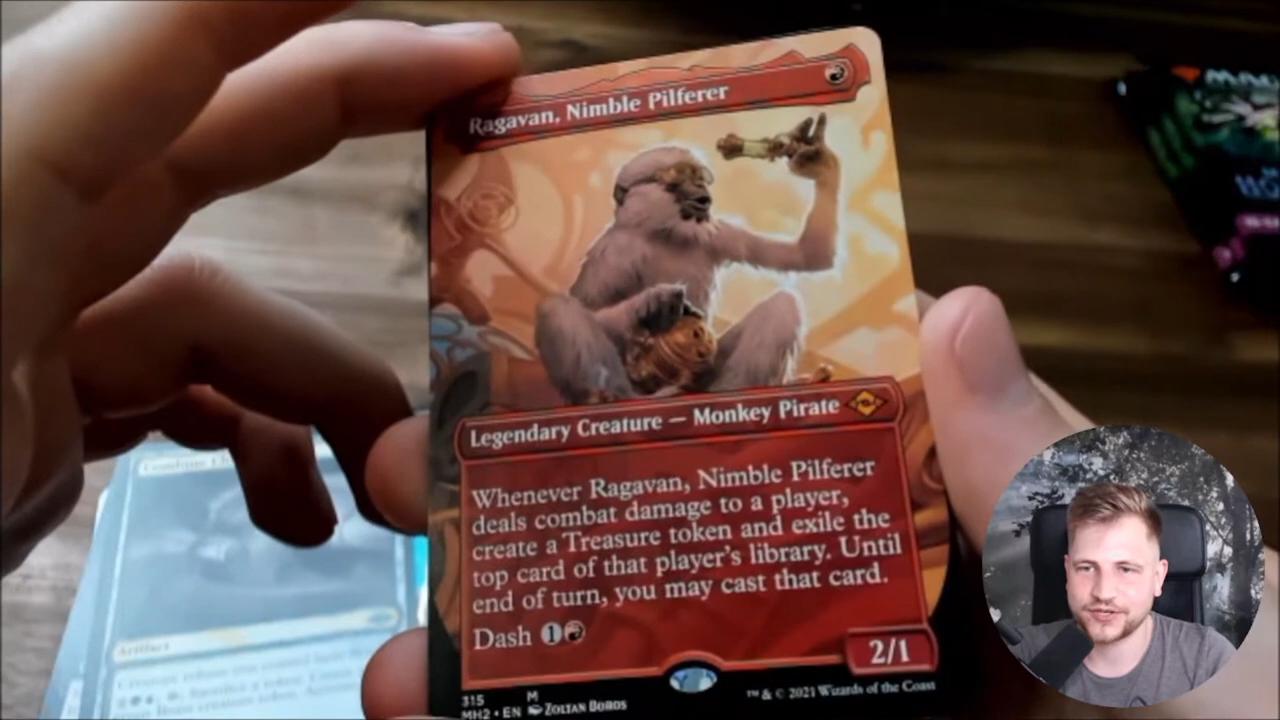 Ragavan, Nimble Pilferer
Legendary Creature — Monkey Pirate
Whenever Ragavan, Nimble Pilferer
deals combat damage to a player,
create a Treasure token and exile the
top card of that player's library. Until
end of turn, you may cast that card.
Dash 1
2/1
315 M
MH2 • EN ZOLTAN BOROS
™ & © 2021 Wizards of the Coast
Artifact